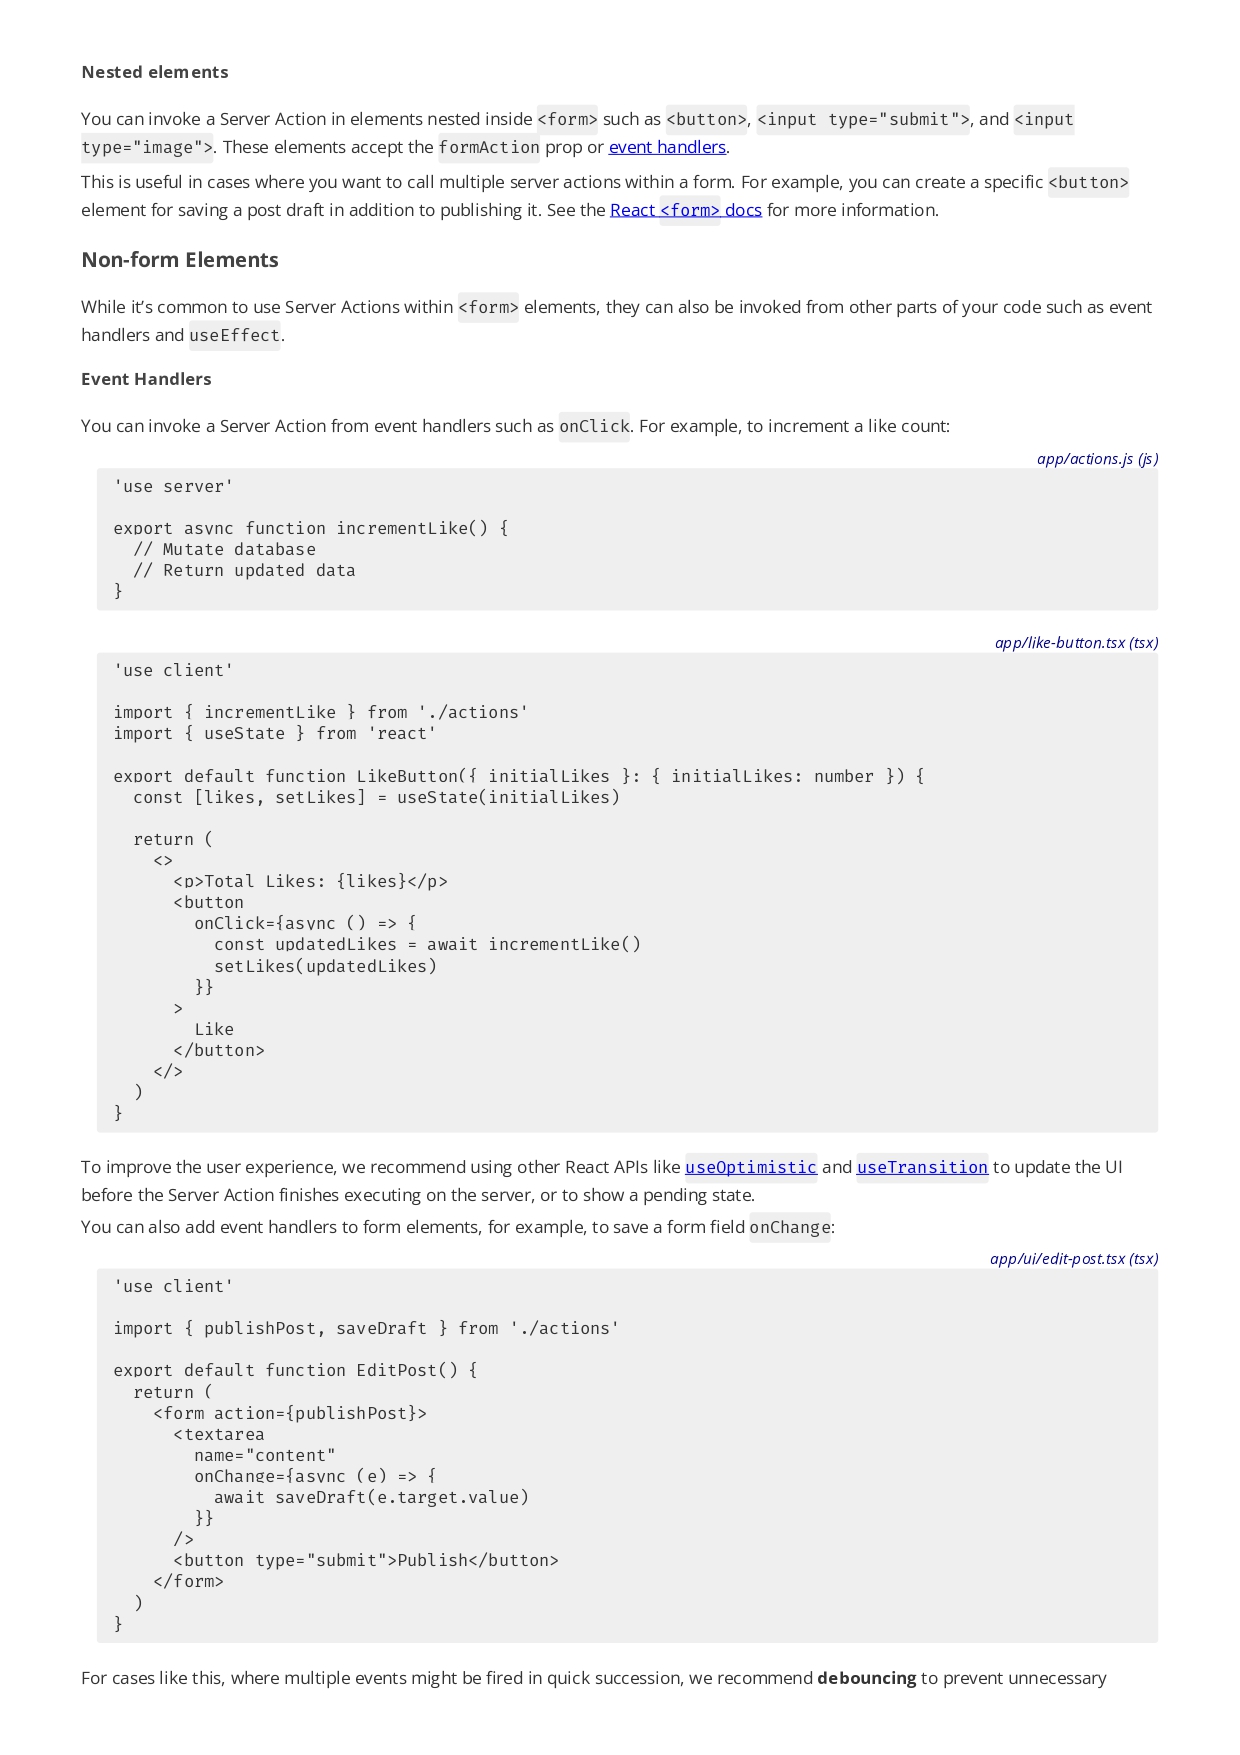 Nested elements
You can invoke a Server Action in elements nested inside <form> such as <button>, <input type="submit">, and <input
type="image">. These elements accept the formAction prop or event handlers.
This is useful in cases where you want to call multiple server actions within a form. For example, you can create a specific <button>
element for saving a post draft in addition to publishing it. See the React <form> docs for more information.
Non-form Elements
While it’s common to use Server Actions within <form> elements, they can also be invoked from other parts of your code such as event
handlers and useEffect.
Event Handlers
You can invoke a Server Action from event handlers such as onClick. For example, to increment a like count:
app/actions.js (js)
'use server'

export async function incrementLike() {
  // Mutate database
  // Return updated data
}
app/like-button.tsx (tsx)
'use client'

import { incrementLike } from './actions'
import { useState } from 'react'

export default function LikeButton({ initialLikes }: { initialLikes: number }) {
  const [likes, setLikes] = useState(initialLikes)

  return (
    <>
      <p>Total Likes: {likes}</p>
      <button
        onClick={async () => {
          const updatedLikes = await incrementLike()
          setLikes(updatedLikes)
        }}
      >
        Like
      </button>
    </>
  )
}
To improve the user experience, we recommend using other React APIs like useOptimistic and useTransition to update the UI
before the Server Action finishes executing on the server, or to show a pending state.
You can also add event handlers to form elements, for example, to save a form field onChange:
app/ui/edit-post.tsx (tsx)
'use client'

import { publishPost, saveDraft } from './actions'

export default function EditPost() {
  return (
    <form action={publishPost}>
      <textarea
        name="content"
        onChange={async (e) => {
          await saveDraft(e.target.value)
        }}
      />
      <button type="submit">Publish</button>
    </form>
  )
}
For cases like this, where multiple events might be fired in quick succession, we recommend debouncing to prevent unnecessary